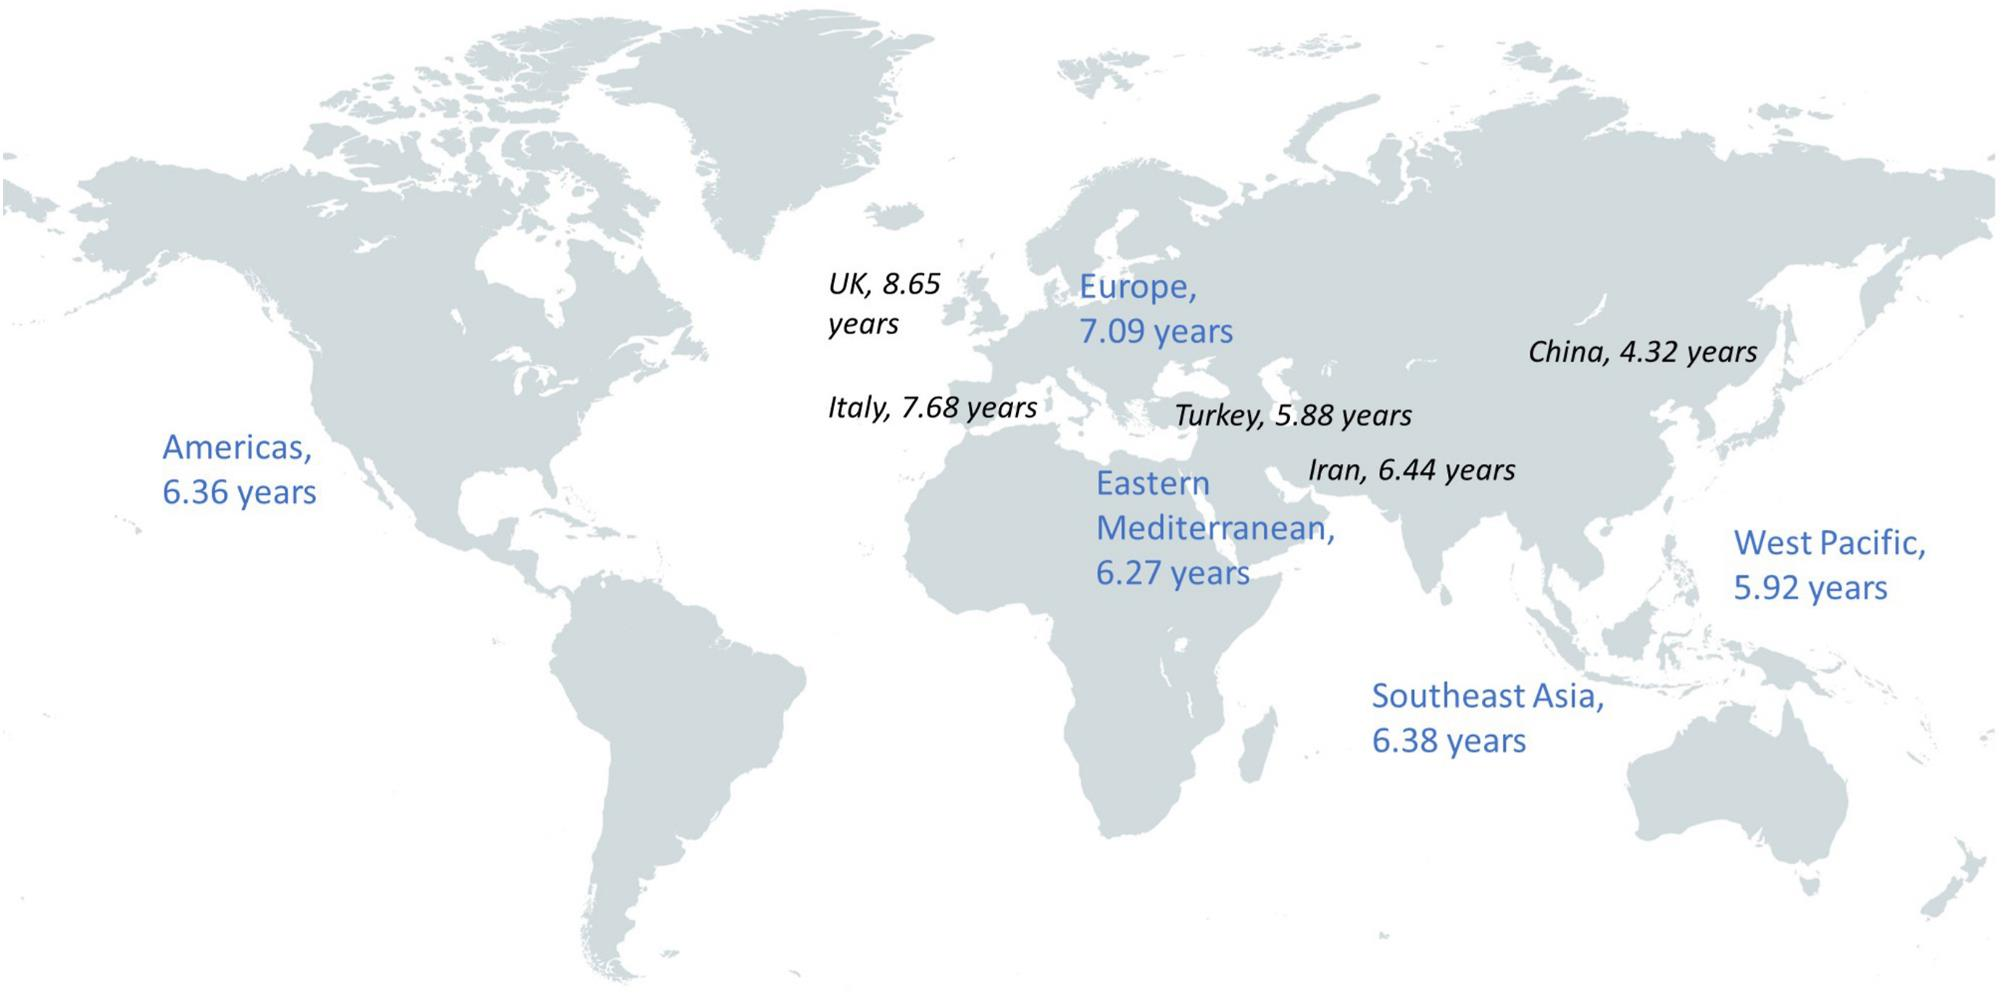 UK, 8.65
years
Europe,
7.09 years
China, 4.32 years
Italy, 7.68 years
Turkey, 5.88 years
Americas,
6.36 years
Iran, 6.44 years
Eastern
Mediterranean,
6.27 years
West Pacific,
5.92 years
Southeast Asia,
6.38 years